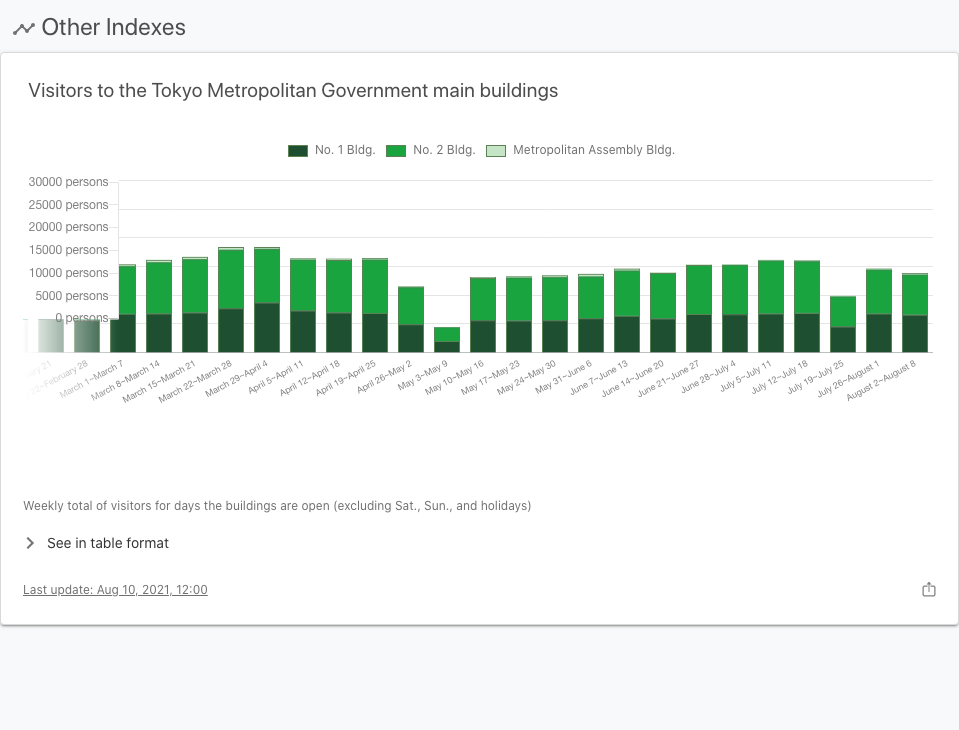 Other Indexes
Visitors to the Tokyo Metropolitan Government main buildings
No. 1 Bldg. No. 2 Bldg. Metropolitan Assembly Bldg.
30000 persons
25000 persons
20000 persons
15000 persons
10000 persons
5000 persons
0 persons
21
22~February 28
March 1~March 7
March 8~March 14
March 15~March 21
March 22~March 28
March 29~April 4
April 5~April 11
April 12~April 18
April 19~April 25
April 26~May 2
May 3~May 9
May 10~May 16
May 17~May 23
May 24~May 30
May 31~June 6
June 7~June 13
June 14~June 20
June 21~June 27
June 28~July 4
July 5~July 11
July 12~July 18
July 19~July 25
July 26~August 1
August 2~August 8
Weekly total of visitors for days the buildings are open (excluding Sat., Sun., and holidays)
See in table format
Last update: Aug 10, 2021, 12:00